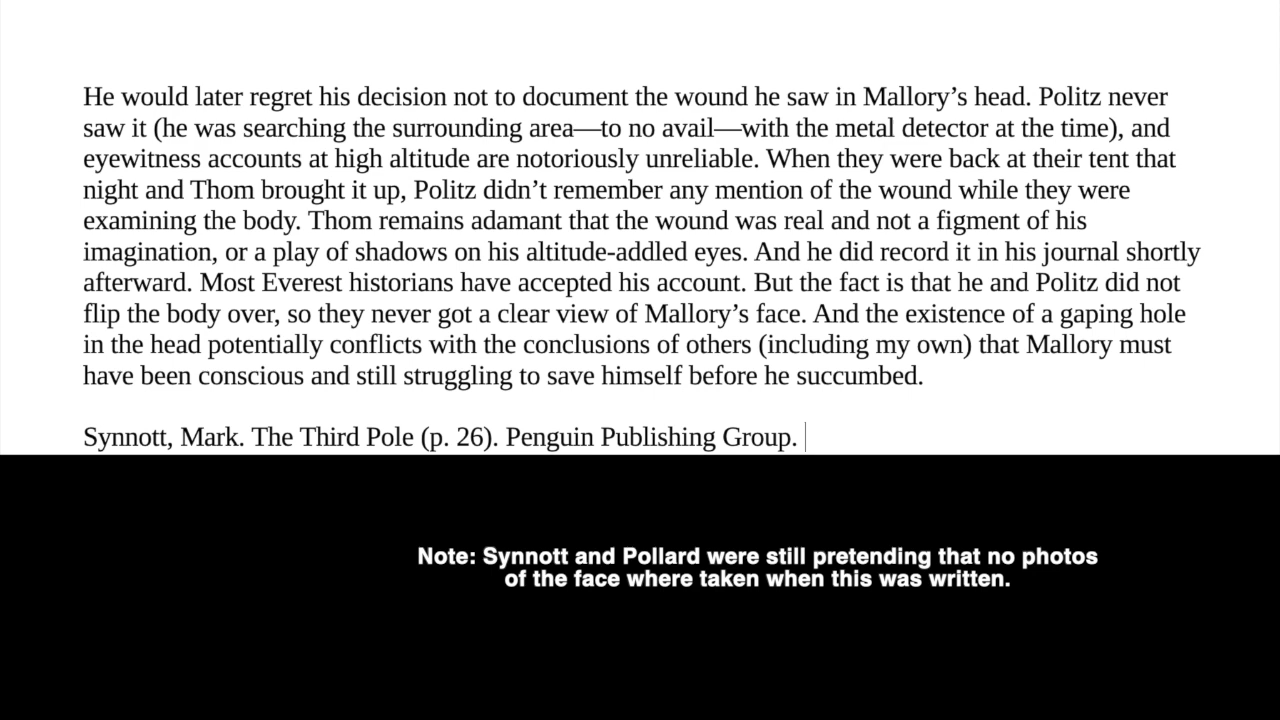 He would later regret his decision not to document the wound he saw in Mallory’s head. Politz never
saw it (he was searching the surrounding area—to no avail—with the metal detector at the time), and
eyewitness accounts at high altitude are notoriously unreliable. When they were back at their tent that
night and Thom brought it up, Politz didn’t remember any mention of the wound while they were
examining the body. Thom remains adamant that the wound was real and not a figment of his
imagination, or a play of shadows on his altitude-addled eyes. And he did record it in his journal shortly
afterward. Most Everest historians have accepted his account. But the fact is that he and Politz did not
flip the body over, so they never got a clear view of Mallory’s face. And the existence of a gaping hole
in the head potentially conflicts with the conclusions of others (including my own) that Mallory must
have been conscious and still struggling to save himself before he succumbed.
Synnott, Mark. The Third Pole (p. 26). Penguin Publishing Group.
Note: Synnott and Pollard were still pretending that no photos
of the face where taken when this was written.